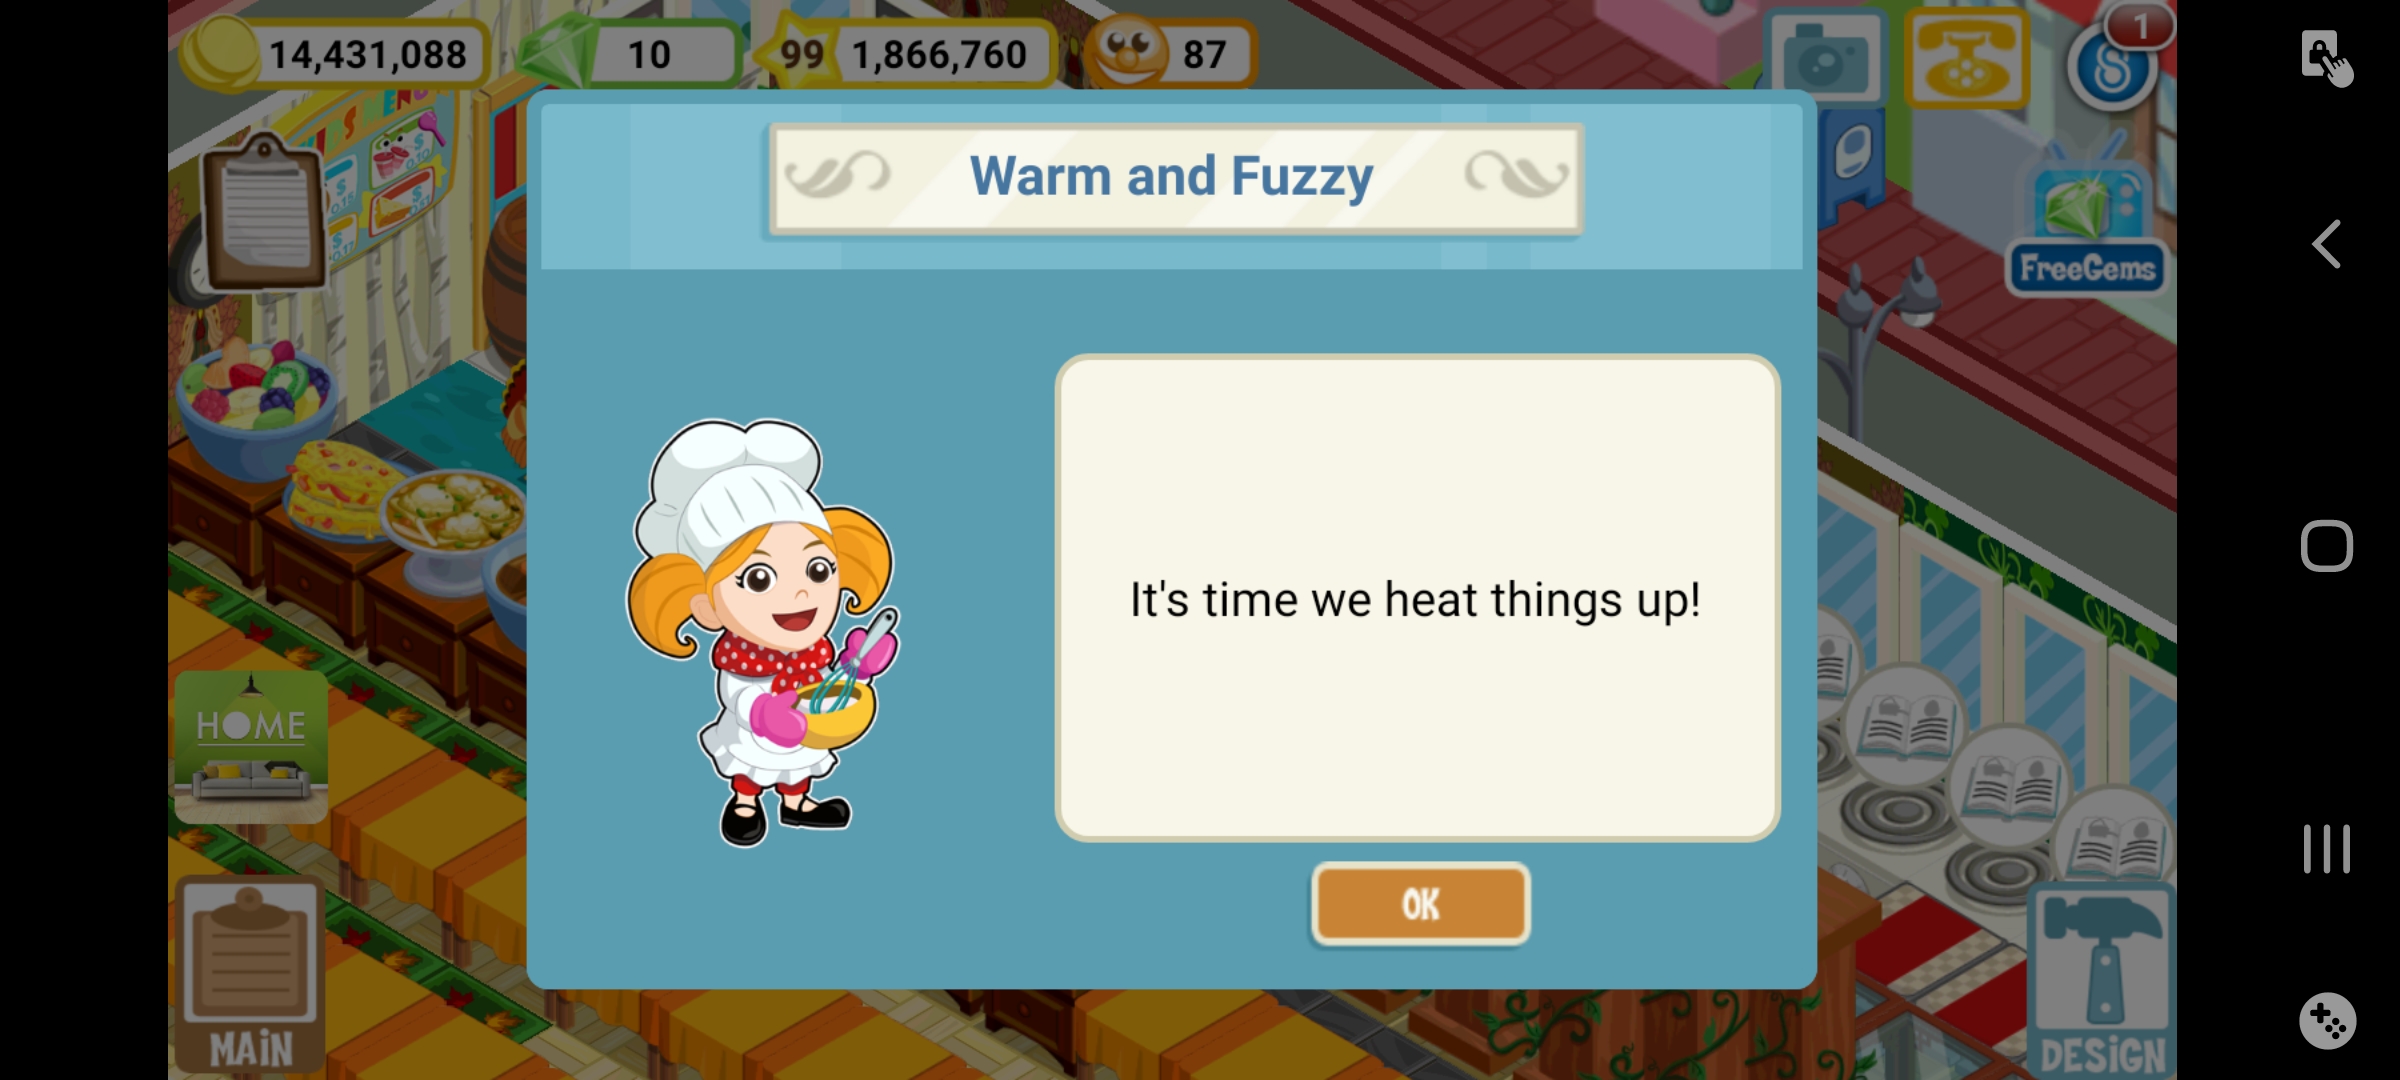 14,431,088
10
99
1,866,760
87
1
Warm and Fuzzy
FreeGems
It's time we heat things up!
HOME
OK
MAIN
DESIGN